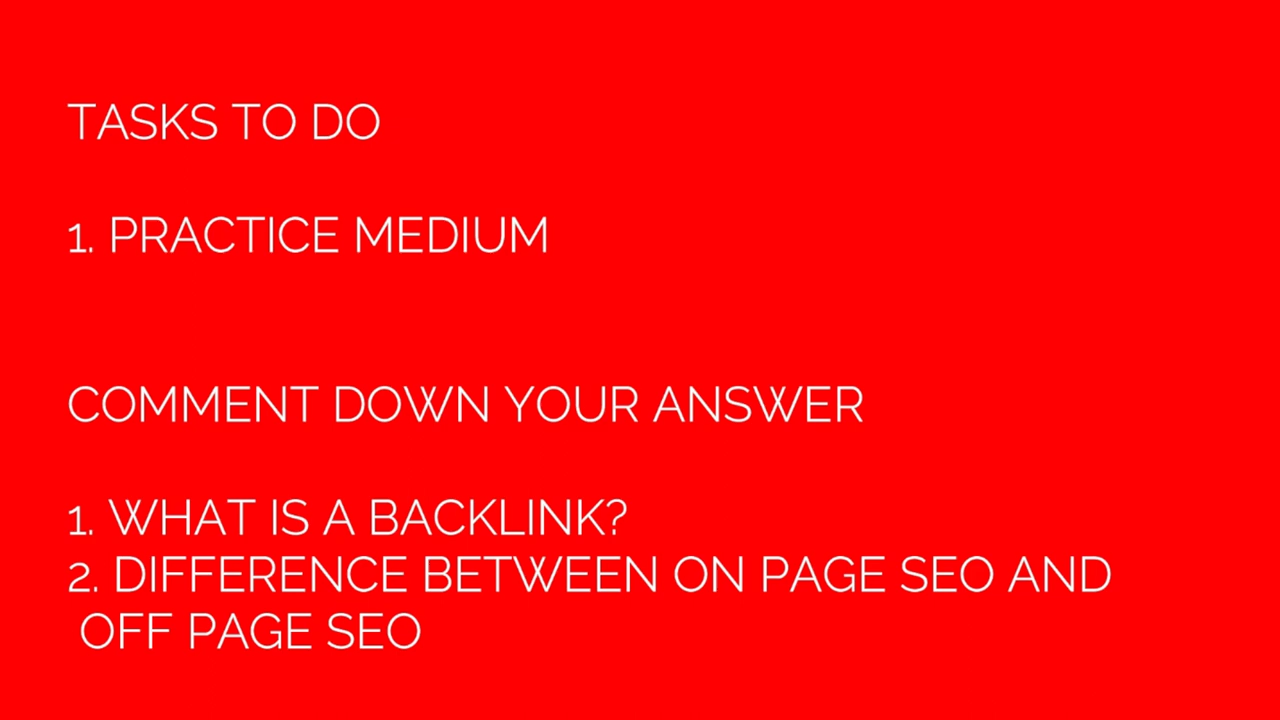 TASKS TO DO
1. PRACTICE MEDIUM
COMMENT DOWN YOUR ANSWER
1. WHAT IS A BACKLINK?
2. DIFFERENCE BETWEEN ON PAGE SEO AND
OFF PAGE SEO